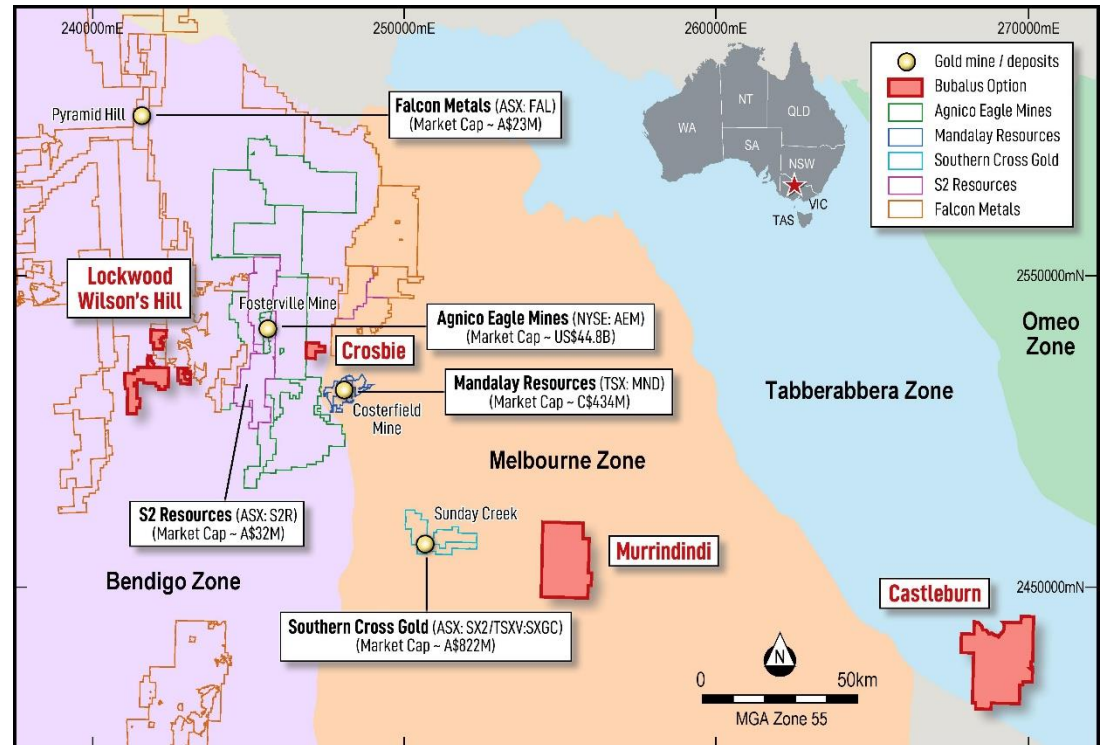 240000mE
250000mE
260000mE
270000mE
Pyramid Hill
Falcon Metals (ASX: FAL)
(Market Cap ~ A$23M)
NT
QLD
WA
SA
NSW
VIC
TAS
Gold mine / deposits
Bubalus Option
Agnico Eagle Mines
Mandalay Resources
Southern Cross Gold
S2 Resources
Falcon Metals
Lockwood
Wilson's Hill
Fosterville Mine
2550000mN
Agnico Eagle Mines (NYSE: AEM)
(Market Cap ~ US$44.8B)
Crosbie
Omeo
Zone
Mandalay Resources (TSX: MND)
(Market Cap ~ C$434M)
Costerfield
Mine
Tabberabbera Zone
Melbourne Zone
S2 Resources (ASX: S2R)
(Market Cap ~ A$32M)
Sunday Creek
Murrindindi
Bendigo Zone
2450000mN
Castleburn
Southern Cross Gold (ASX: SX2/TSXV:SXGC)
(Market Cap ~ A$822M)
N
0
50km
MGA Zone 55